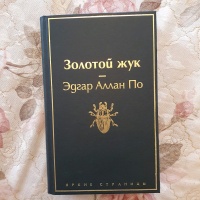 Золотой жук
Эдгар Аллан По
ЯРКИЕ СТРАНИЦЫ